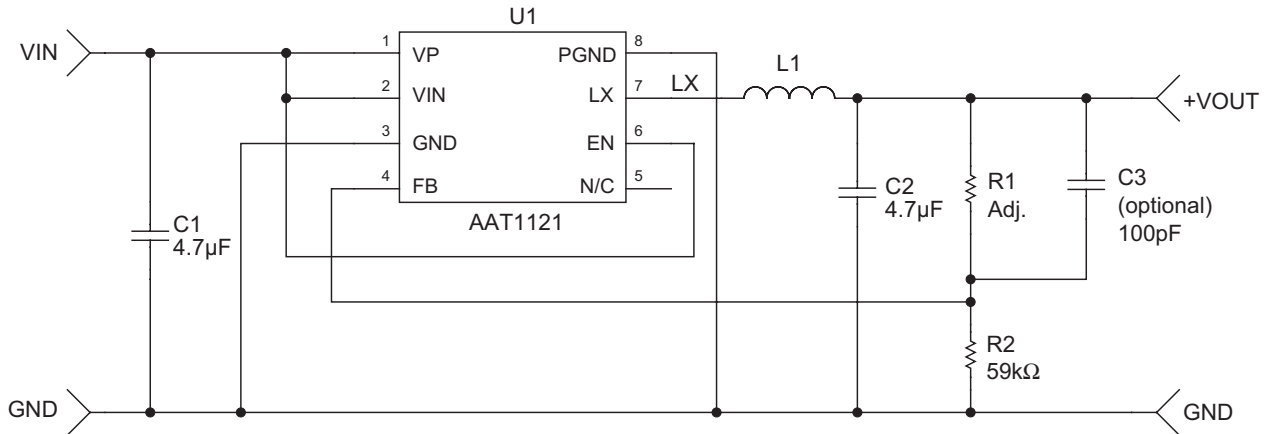 U1
VIN
1
VP
PGND
8
2
VIN
LX
7
LX
L1
+VOUT
3
GND
EN
6
4
FB
N/C
5
AAT1121
C1
4.7µF
C2
4.7µF
R1
Adj.
C3
(optional)
100pF
R2
59kΩ
GND
GND